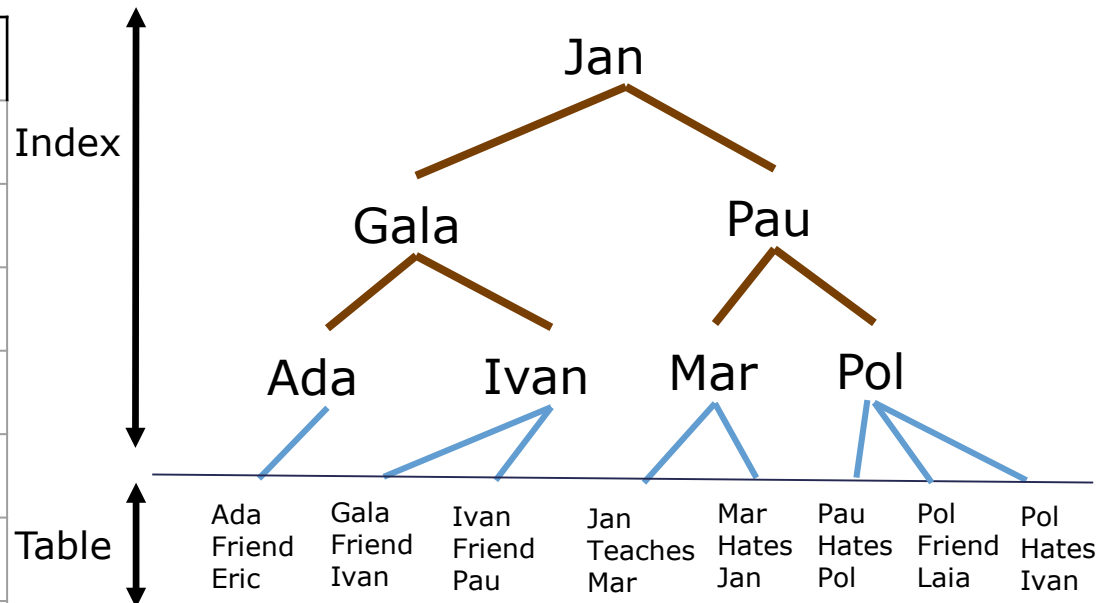 Jan
Index
Gala
Pau
Ada
Ivan
Mar
Pol
Table
Ada
Friend
Eric
Gala
Friend
Ivan
Ivan
Friend
Pau
Jan
Teaches
Mar
Mar
Hates
Jan
Pau
Hates
Pol
Pol
Friend
Laia
Pol
Hates
Ivan